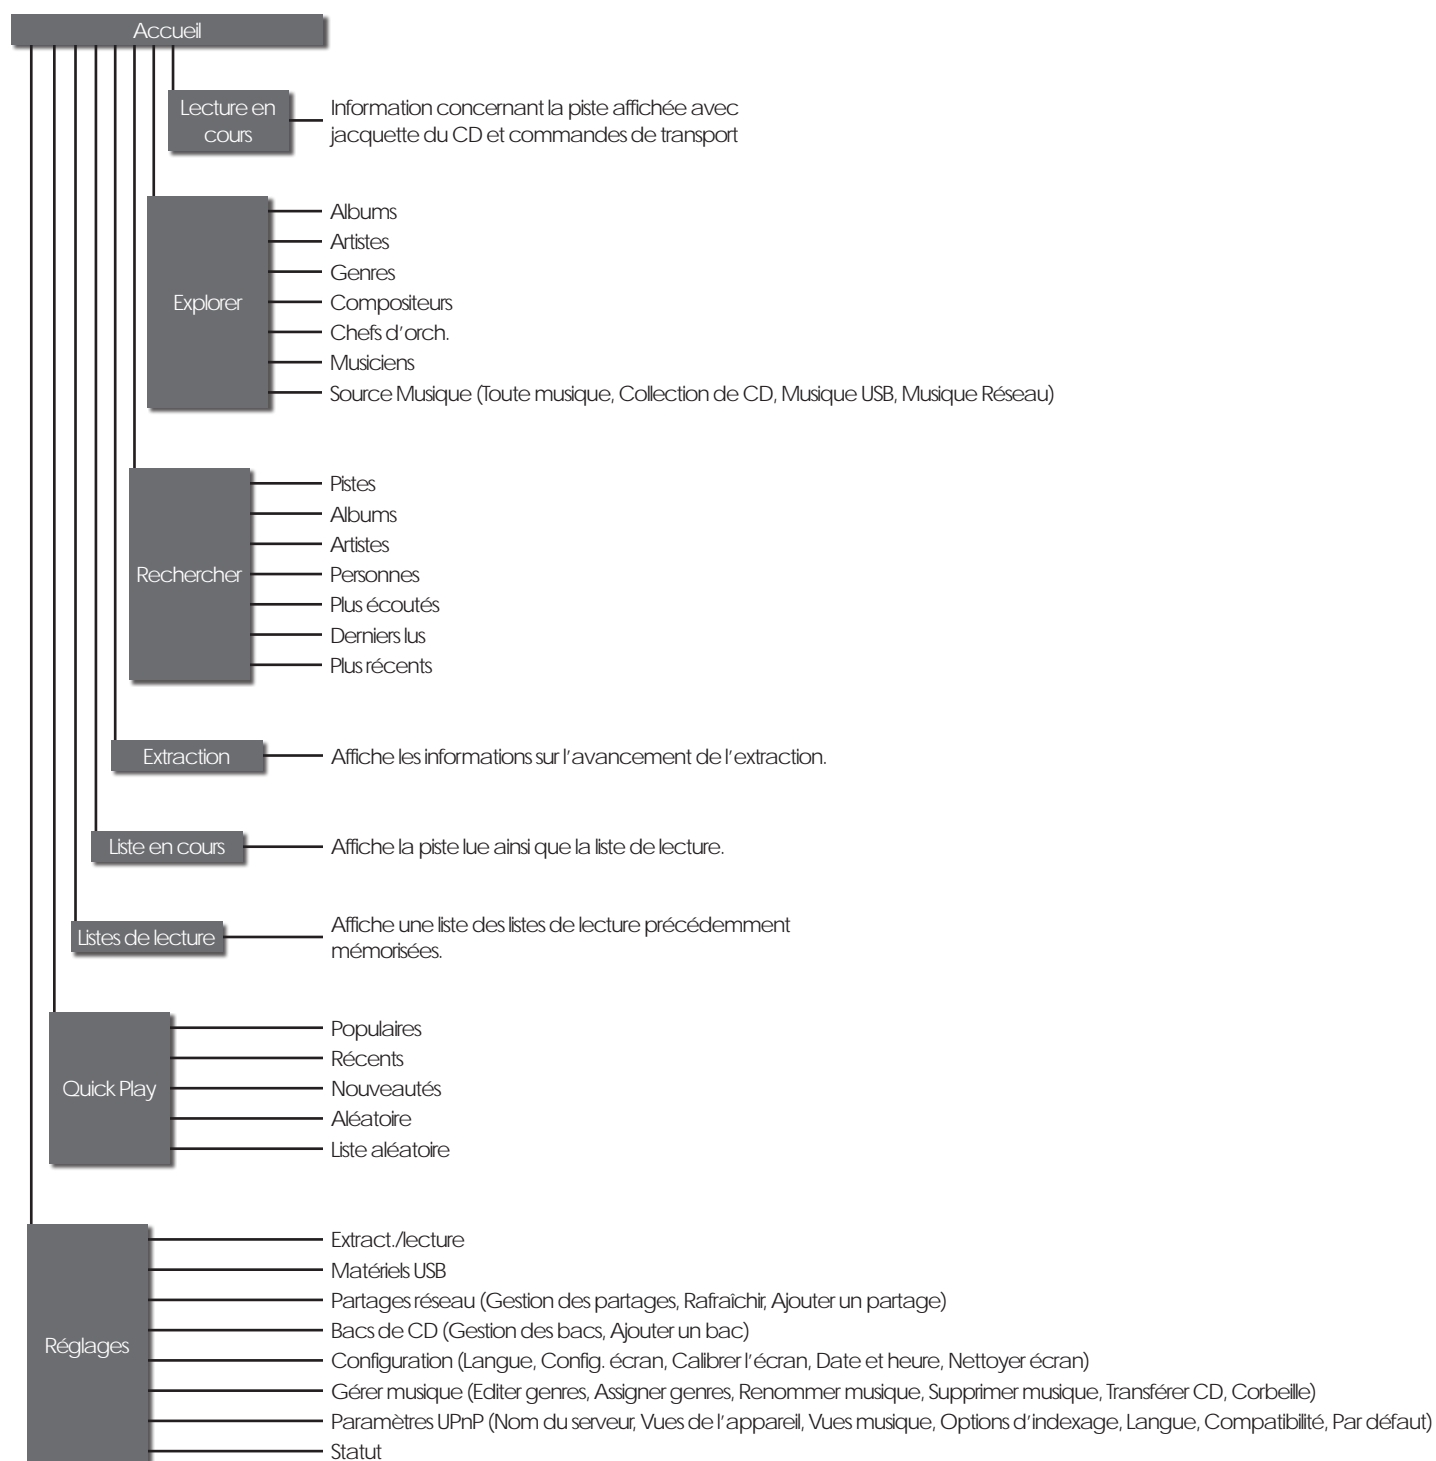 Accueil
Lecture en
cours
Information concernant la piste affichée avec
jacquette du CD et commandes de transport
Explorer
Albums
Artistes
Genres
Compositeurs
Chefs d'orch.
Musiciens
Source Musique (Toute musique, Collection de CD, Musique USB, Musique Réseau)
Rechercher
Pistes
Albums
Artistes
Personnes
Plus écoutés
Derniers lus
Plus récents
Extraction
Affiche les informations sur l'avancement de l'extraction.
Liste en cours
Affiche la piste lue ainsi que la liste de lecture.
Listes de lecture
Affiche une liste des listes de lecture précédemment
mémorisées.
Quick Play
Populaires
Récents
Nouveautés
Aléatoire
Liste aléatoire
Réglages
Extract./lecture
Matériels USB
Partages réseau (Gestion des partages, Rafraîchir, Ajouter un partage)
Bacs de CD (Gestion des bacs, Ajouter un bac)
Configuration (Langue, Config. écran, Calibrer l'écran, Date et heure, Nettoyer écran)
Gérer musique (Editer genres, Assigner genres, Renommer musique, Supprimer musique, Transférer CD, Corbeille)
Paramètres UPnP (Nom du serveur, Vues de l'appareil, Vues musique, Options d'indexage, Langue, Compatibilité, Par défaut)
Statut